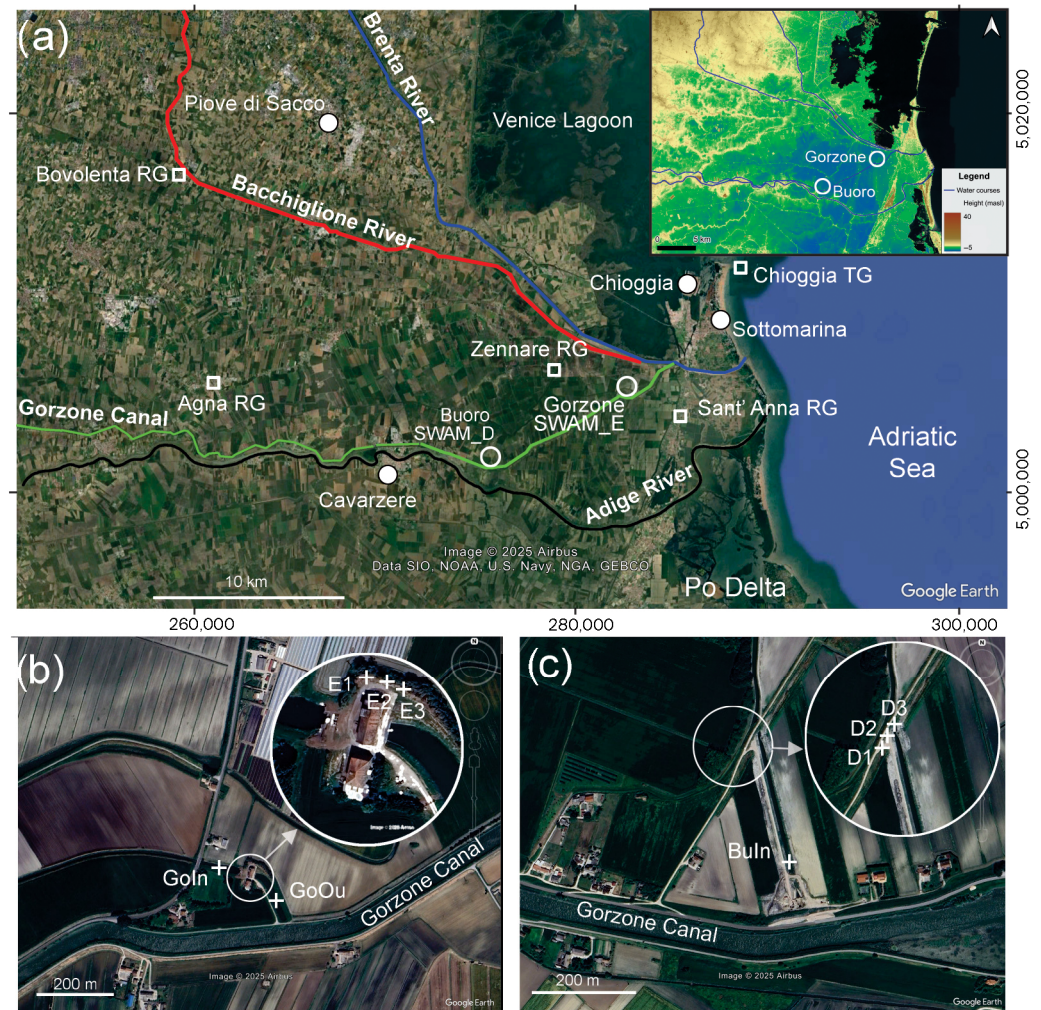 (a)
Brenta River
Piove di Sacco
Venice Lagoon
Bovolenta RG
Bacchiglione River
Gorzone
Buoro
Legend
Water courses
Height (masl)
40
–5
0 5 km
5,020,000
Chioggia
Chioggia TG
Sottomarina
Zennare RG
Agna RG
Gorzone Canal
Buoro
SWAM_D
Gorzone
SWAM_E
Sant' Anna RG
Adriatic
Sea
Cavarzere
Adige River
5,000,000
Image © 2025 Airbus
Data SIO, NOAA, U.S. Navy, NGA, GEBCO
10 km
Po Delta
Google Earth
260,000
280,000
300,000
(b)
N
E1
E2
E3
Image © 2025 Airbus
GoIn
GoOu
Gorzone Canal
200 m
Image © 2025 Airbus
Google Earth
(c)
N
D3
D2
D1
BuIn
Gorzone Canal
200 m
Image © 2025 Airbus
Google Earth